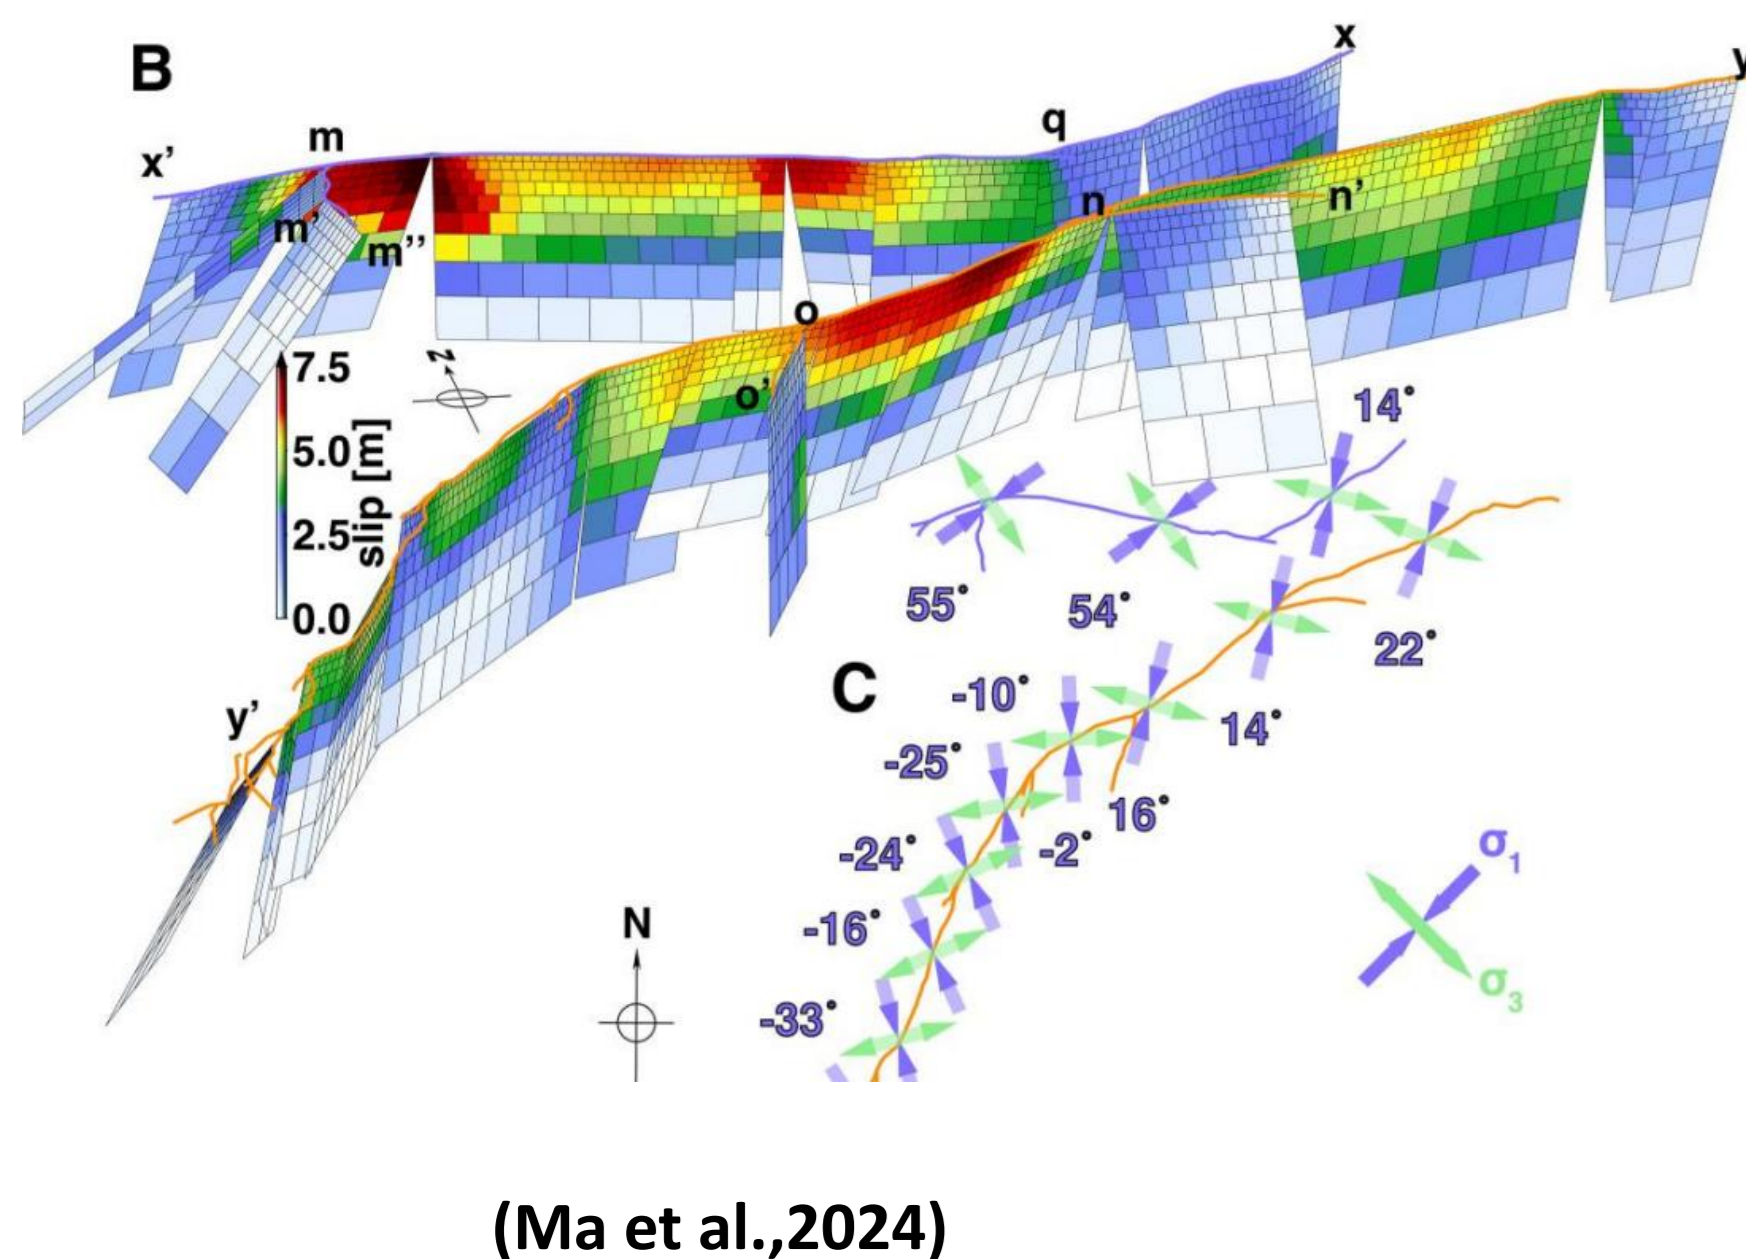 B
x
y
x’
m
q
n
n’
m’
m’’
o
o’
z
7.5
5.0
2.5
0.0
slip [m]
y’
14°
55°
54°
22°
C
-10°
14°
-25°
16°
-2°
-24°
-16°
-33°
N
σ1
σ3
(Ma et al.,2024)